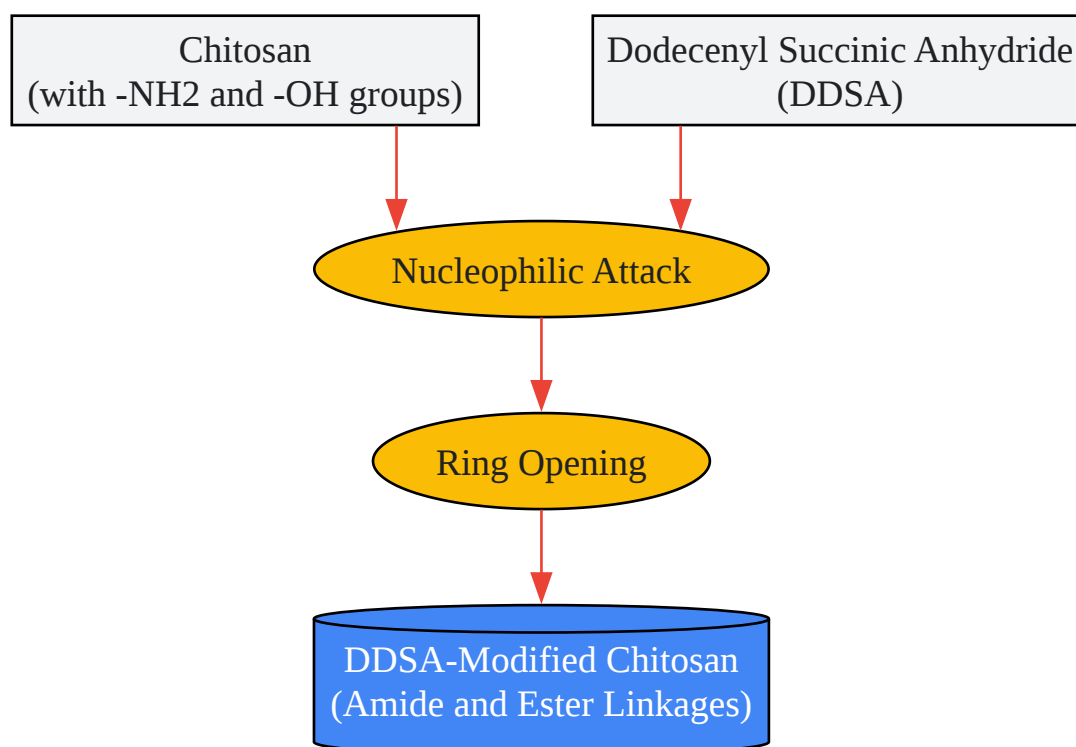 Chitosan
(with -NH2 and -OH groups)
Dodecenyl Succinic Anhydride
(DDSA)
Nucleophilic Attack
Ring Opening
DDSA-Modified Chitosan
(Amide and Ester Linkages)